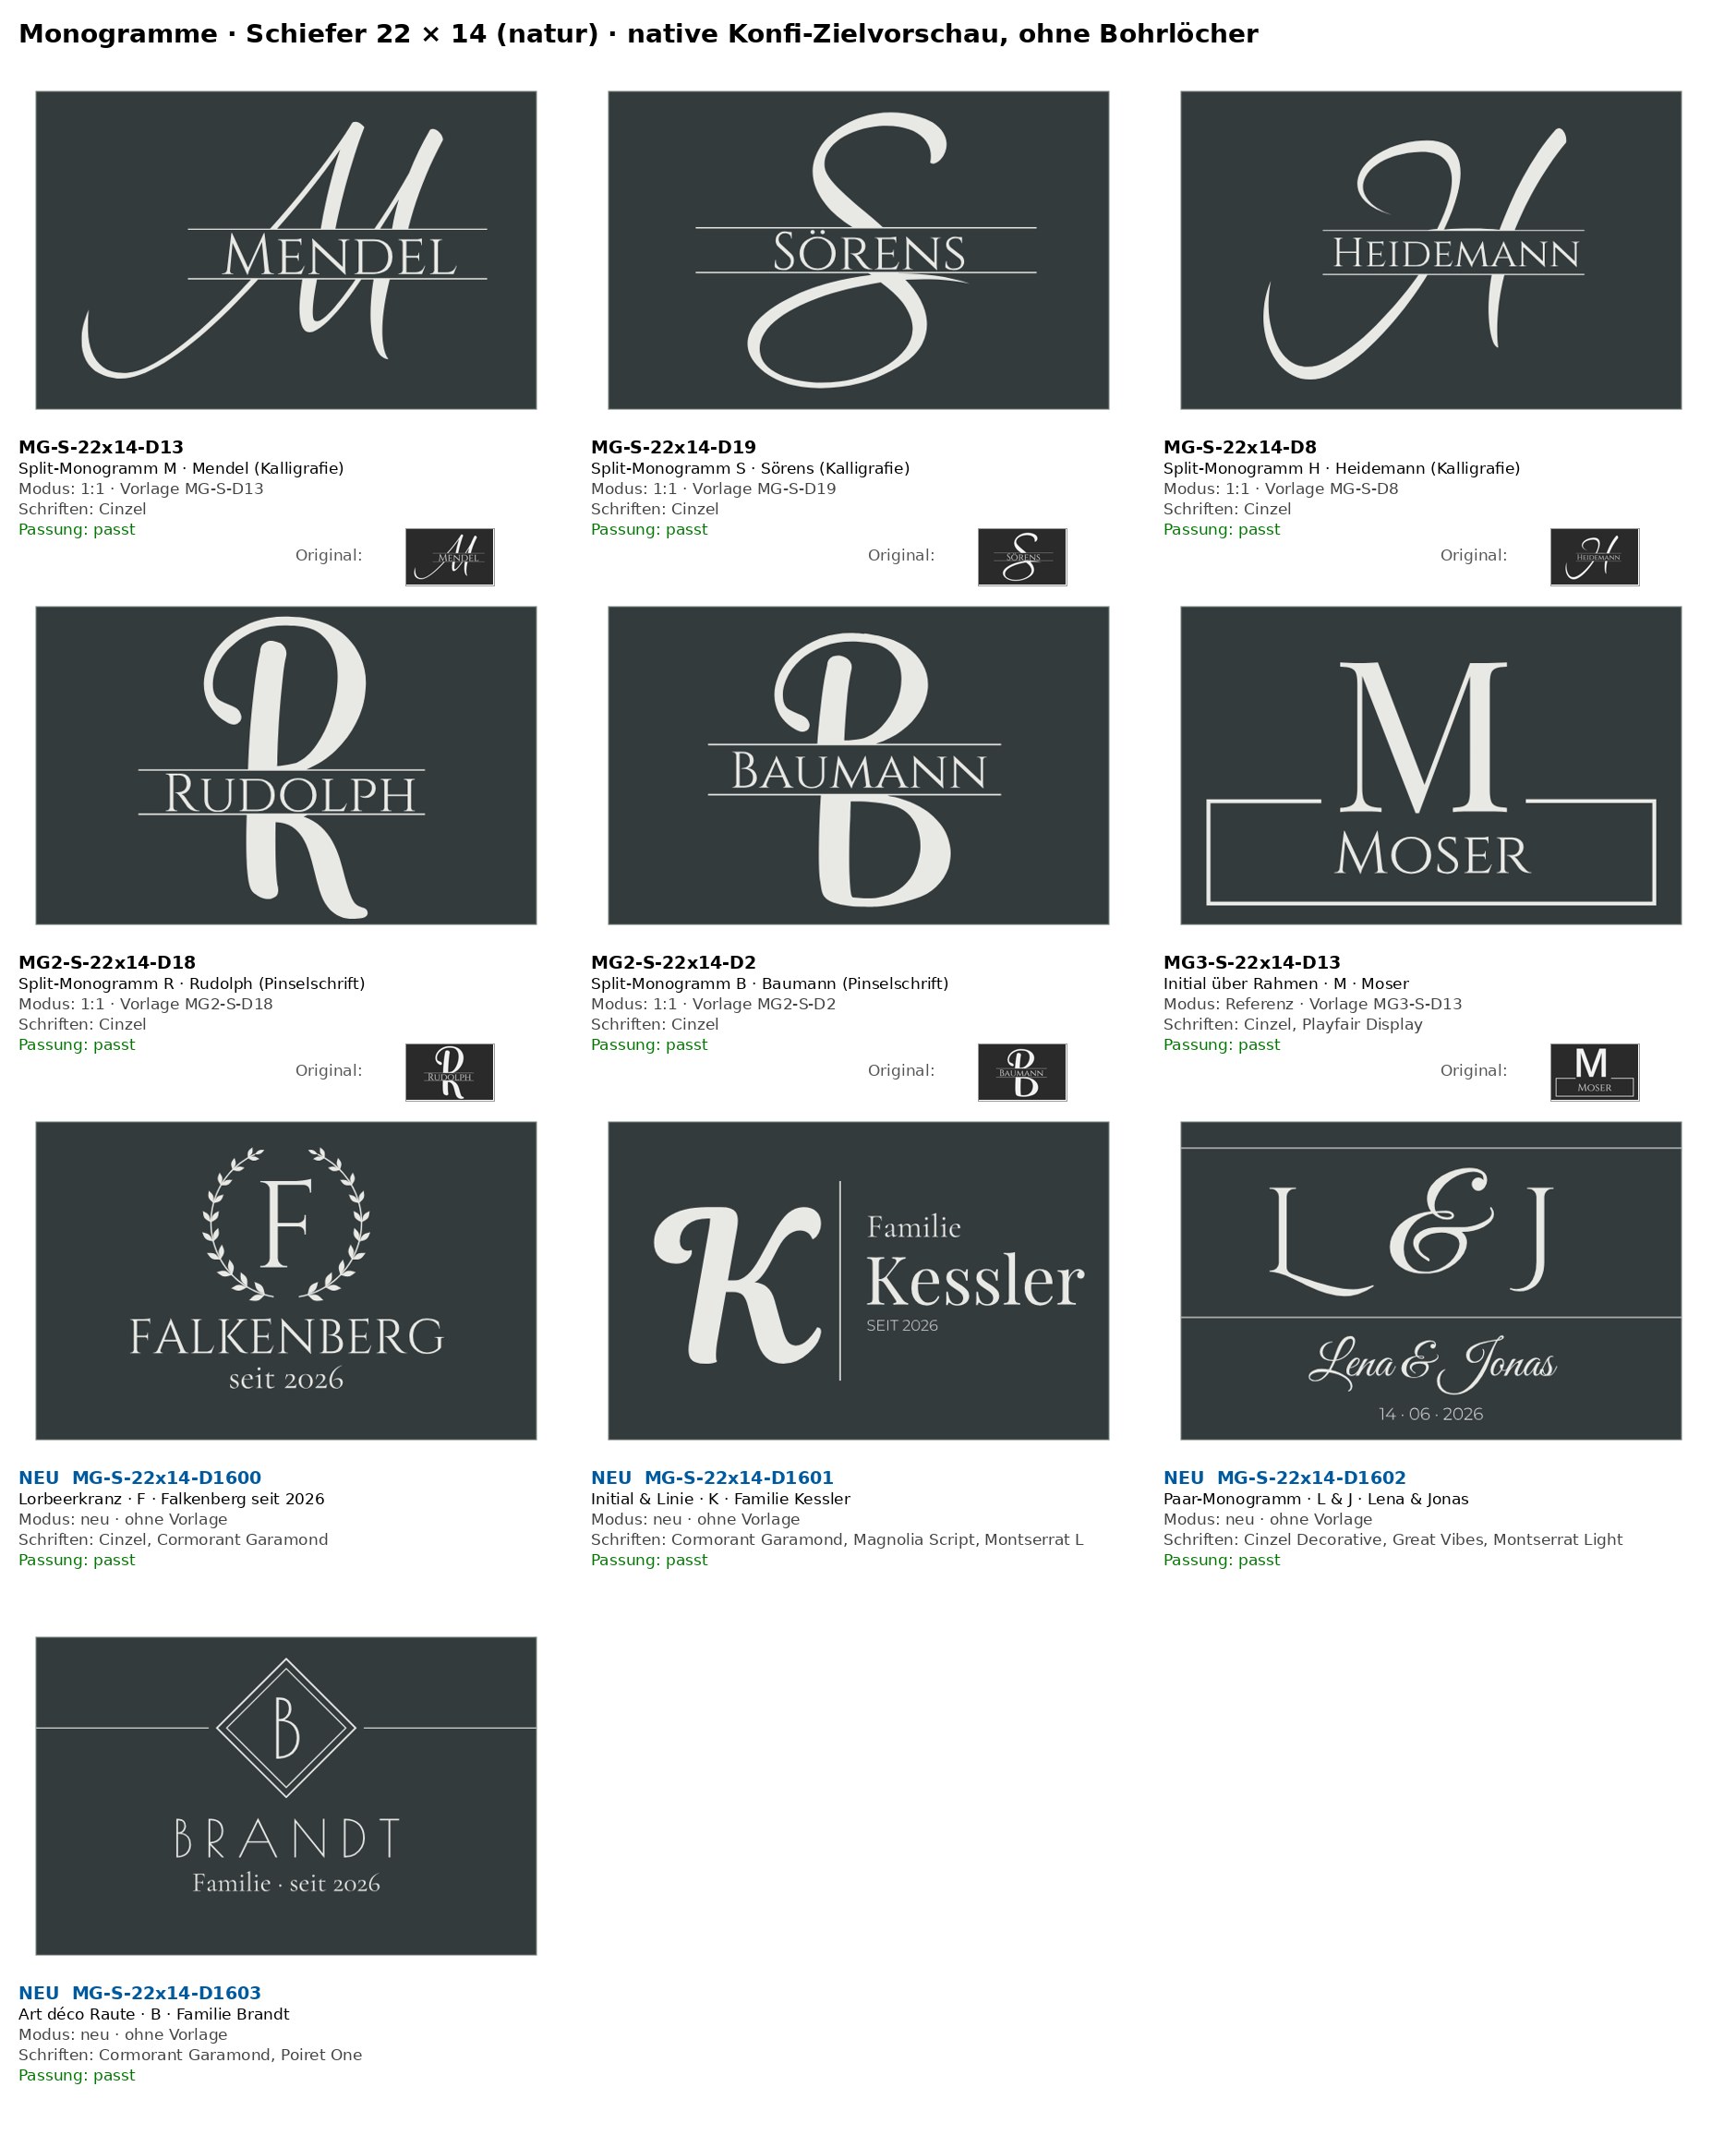 Monogramme · Schiefer 22 × 14 (natur) · native Konfi-Zielvorschau, ohne Bohrlöcher
M
MENDEL
MG-S-22x14-D13
Split-Monogramm M · Mendel (Kalligrafie)
Modus: 1:1 · Vorlage MG-S-D13
Schriften: Cinzel
Passung: passt
Original:
M
MENDEL
S
SÖRENS
MG-S-22x14-D19
Split-Monogramm S · Sörens (Kalligrafie)
Modus: 1:1 · Vorlage MG-S-D19
Schriften: Cinzel
Passung: passt
Original:
S
SÖRENS
H
HEIDEMANN
MG-S-22x14-D8
Split-Monogramm H · Heidemann (Kalligrafie)
Modus: 1:1 · Vorlage MG-S-D8
Schriften: Cinzel
Passung: passt
Original:
H
HEIDEMANN
R
RUDOLPH
MG2-S-22x14-D18
Split-Monogramm R · Rudolph (Pinselschrift)
Modus: 1:1 · Vorlage MG2-S-D18
Schriften: Cinzel
Passung: passt
Original:
R
RUDOLPH
B
BAUMANN
MG2-S-22x14-D2
Split-Monogramm B · Baumann (Pinselschrift)
Modus: 1:1 · Vorlage MG2-S-D2
Schriften: Cinzel
Passung: passt
Original:
B
BAUMANN
M
MOSER
MG3-S-22x14-D13
Initial über Rahmen · M · Moser
Modus: Referenz · Vorlage MG3-S-D13
Schriften: Cinzel, Playfair Display
Passung: passt
Original:
M
MOSER
F
FALKENBERG
seit 2026
NEU MG-S-22x14-D1600
Lorbeerkranz · F · Falkenberg seit 2026
Modus: neu · ohne Vorlage
Schriften: Cinzel, Cormorant Garamond
Passung: passt
K
Familie
Kessler
SEIT 2026
NEU MG-S-22x14-D1601
Initial & Linie · K · Familie Kessler
Modus: neu · ohne Vorlage
Schriften: Cormorant Garamond, Magnolia Script, Montserrat L
Passung: passt
L & J
Lena & Jonas
14 · 06 · 2026
NEU MG-S-22x14-D1602
Paar-Monogramm · L & J · Lena & Jonas
Modus: neu · ohne Vorlage
Schriften: Cinzel Decorative, Great Vibes, Montserrat Light
Passung: passt
B
BRANDT
Familie · seit 2026
NEU MG-S-22x14-D1603
Art déco Raute · B · Familie Brandt
Modus: neu · ohne Vorlage
Schriften: Cormorant Garamond, Poiret One
Passung: passt